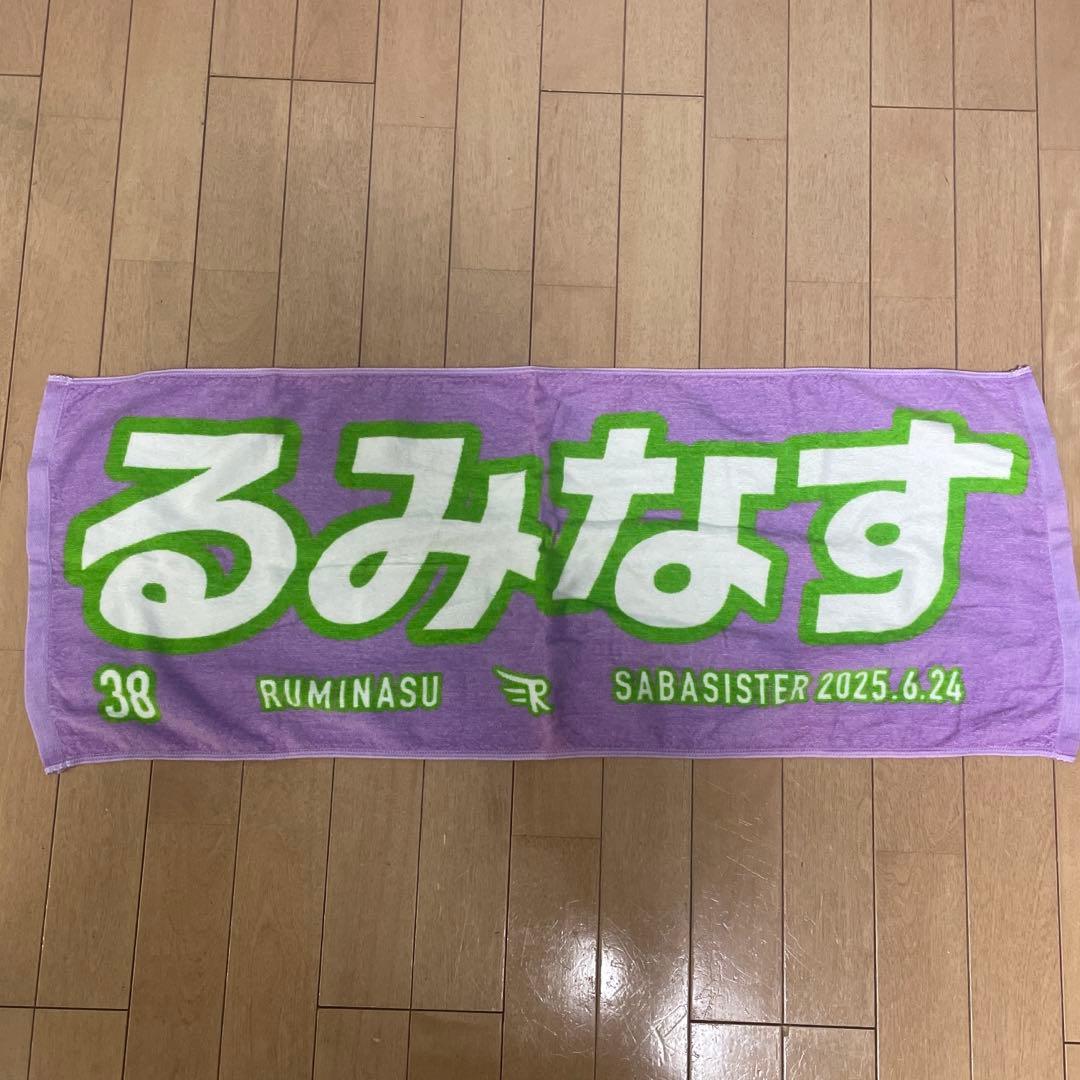 るみなす
38 RUMINASU R SABASISTER 2025.6.24